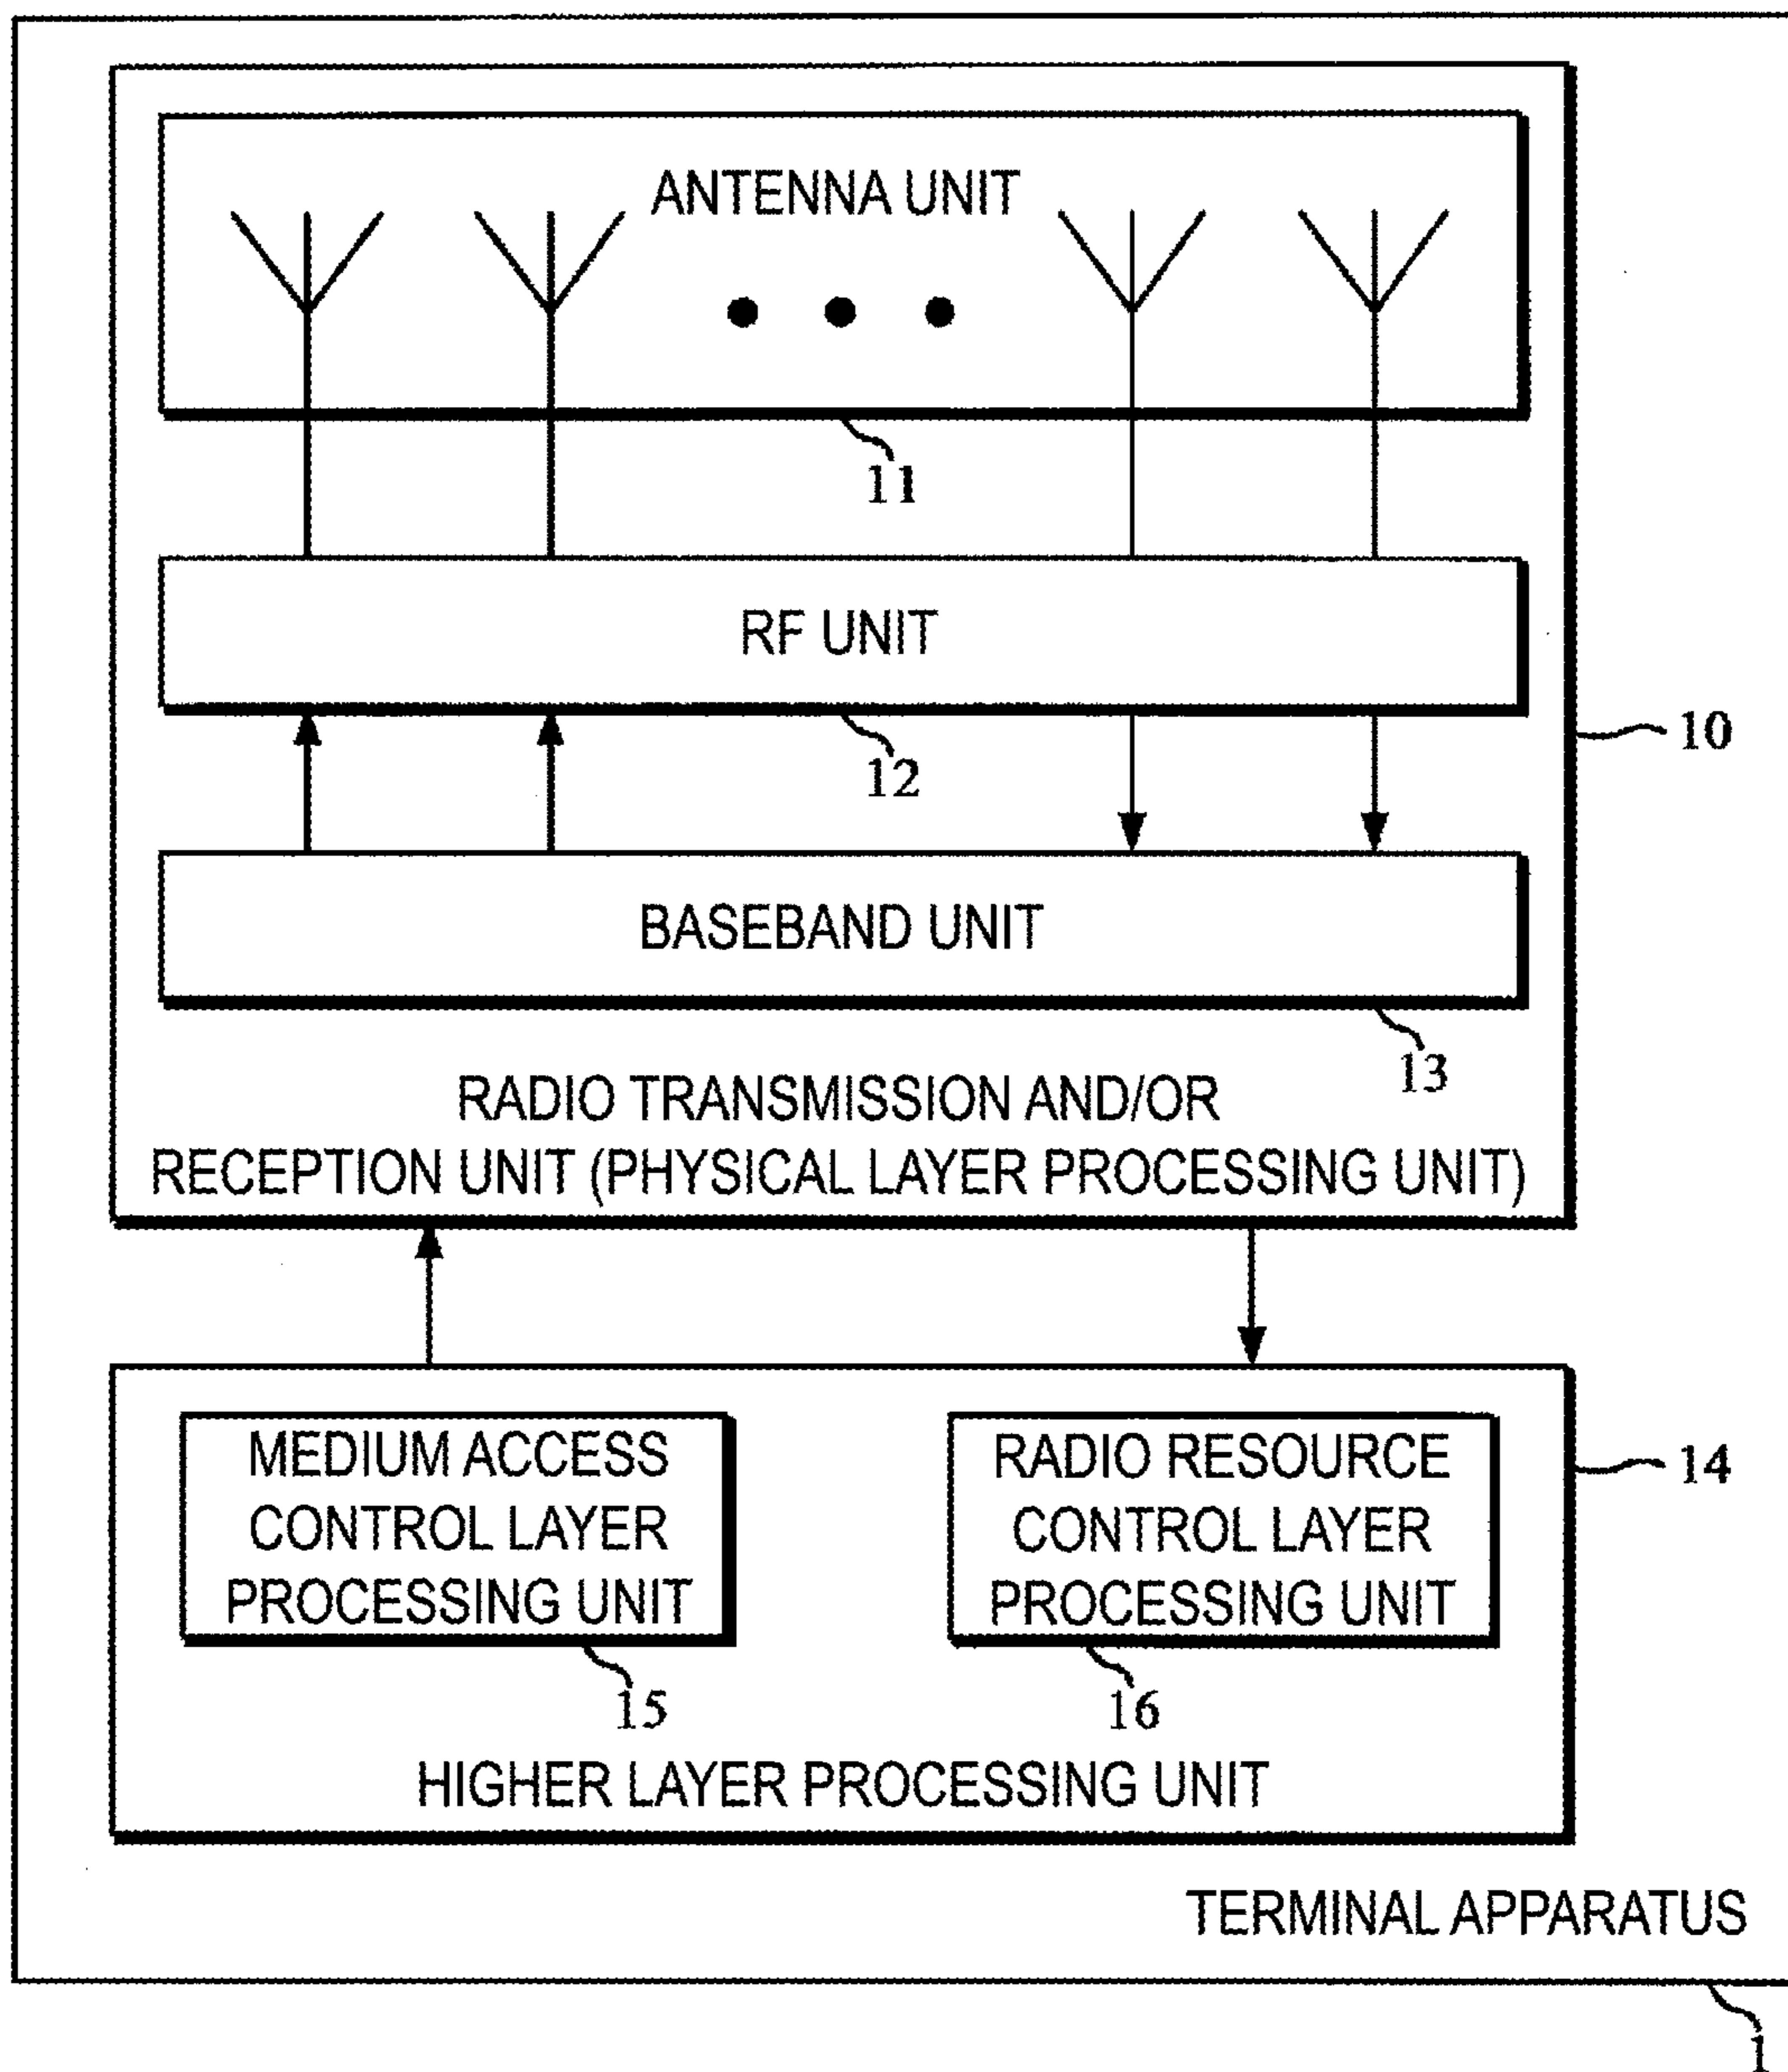 ANTENNA UNIT
11
RF UNIT
12
10
BASEBAND UNIT
13
RADIO TRANSMISSION AND/OR
RECEPTION UNIT (PHYSICAL LAYER PROCESSING UNIT)
MEDIUM ACCESS
CONTROL LAYER
PROCESSING UNIT
15
RADIO RESOURCE
CONTROL LAYER
PROCESSING UNIT
16
14
HIGHER LAYER PROCESSING UNIT
TERMINAL APPARATUS
1